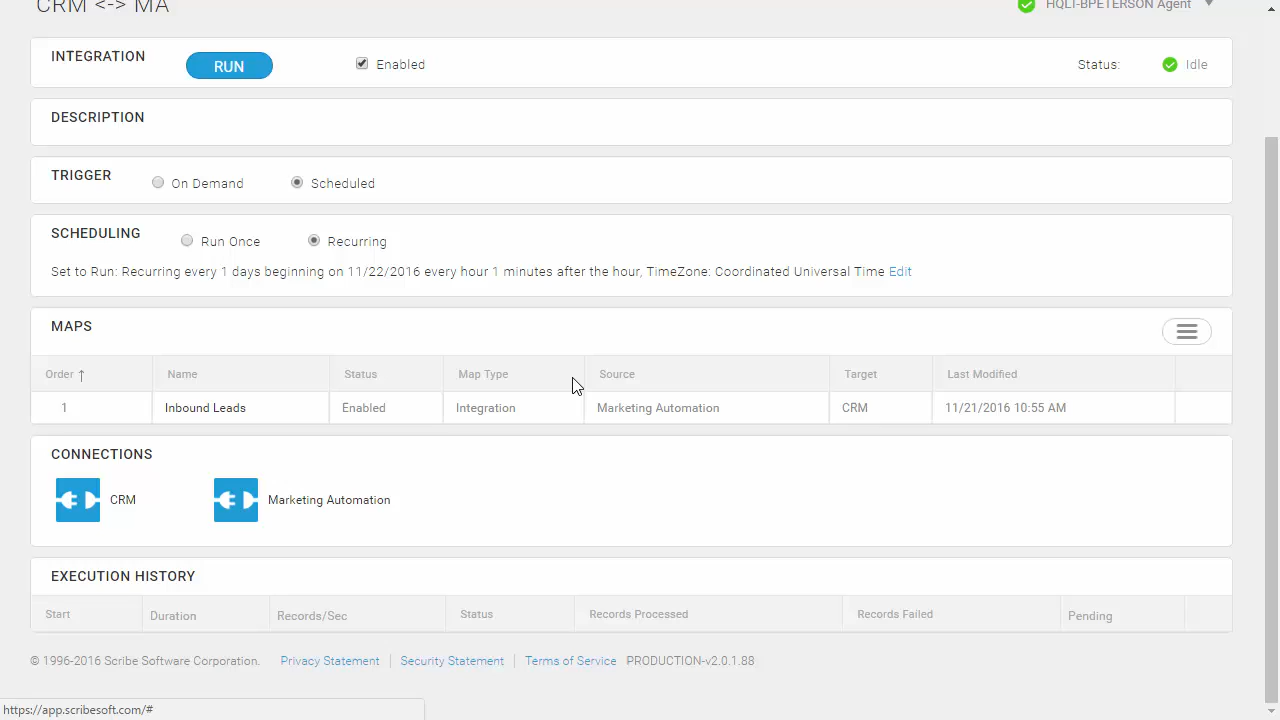 CRM <-> MA
HQLI-BPETERSON Agent
INTEGRATION RUN Enabled Status: Idle
DESCRIPTION
TRIGGER On Demand Scheduled
SCHEDULING Run Once Recurring
Set to Run: Recurring every 1 days beginning on 11/22/2016 every hour 1 minutes after the hour, TimeZone: Coordinated Universal Time Edit
MAPS
Order ↑ Name Status Map Type Source Target Last Modified
1 Inbound Leads Enabled Integration Marketing Automation CRM 11/21/2016 10:55 AM
CONNECTIONS
CRM Marketing Automation
EXECUTION HISTORY
Start Duration Records/Sec Status Records Processed Records Failed Pending
© 1996-2016 Scribe Software Corporation. Privacy Statement | Security Statement | Terms of Service PRODUCTION-v2.0.1.88
https://app.scribesoft.com/#